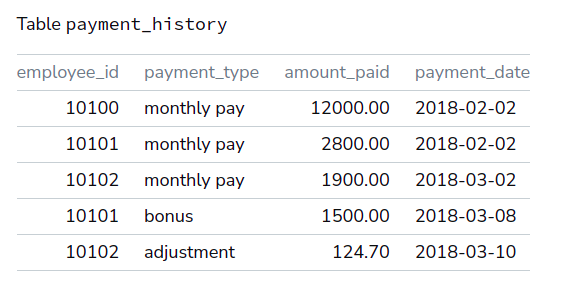 Table payment_history
employee_id payment_type amount_paid payment_date
10100 monthly pay 12000.00 2018-02-02
10101 monthly pay 2800.00 2018-02-02
10102 monthly pay 1900.00 2018-03-02
10101 bonus 1500.00 2018-03-08
10102 adjustment 124.70 2018-03-10